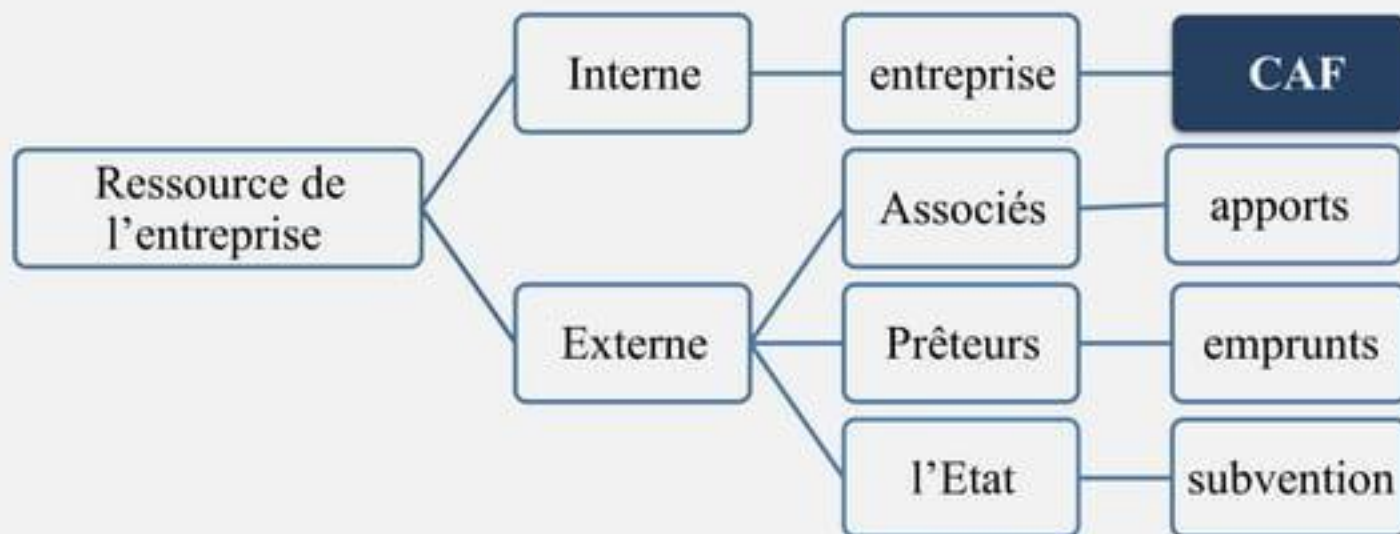 Interne
entreprise
CAF
Ressource de
l'entreprise
Associés
apports
Externe
Prêteurs
emprunts
l'Etat
subvention